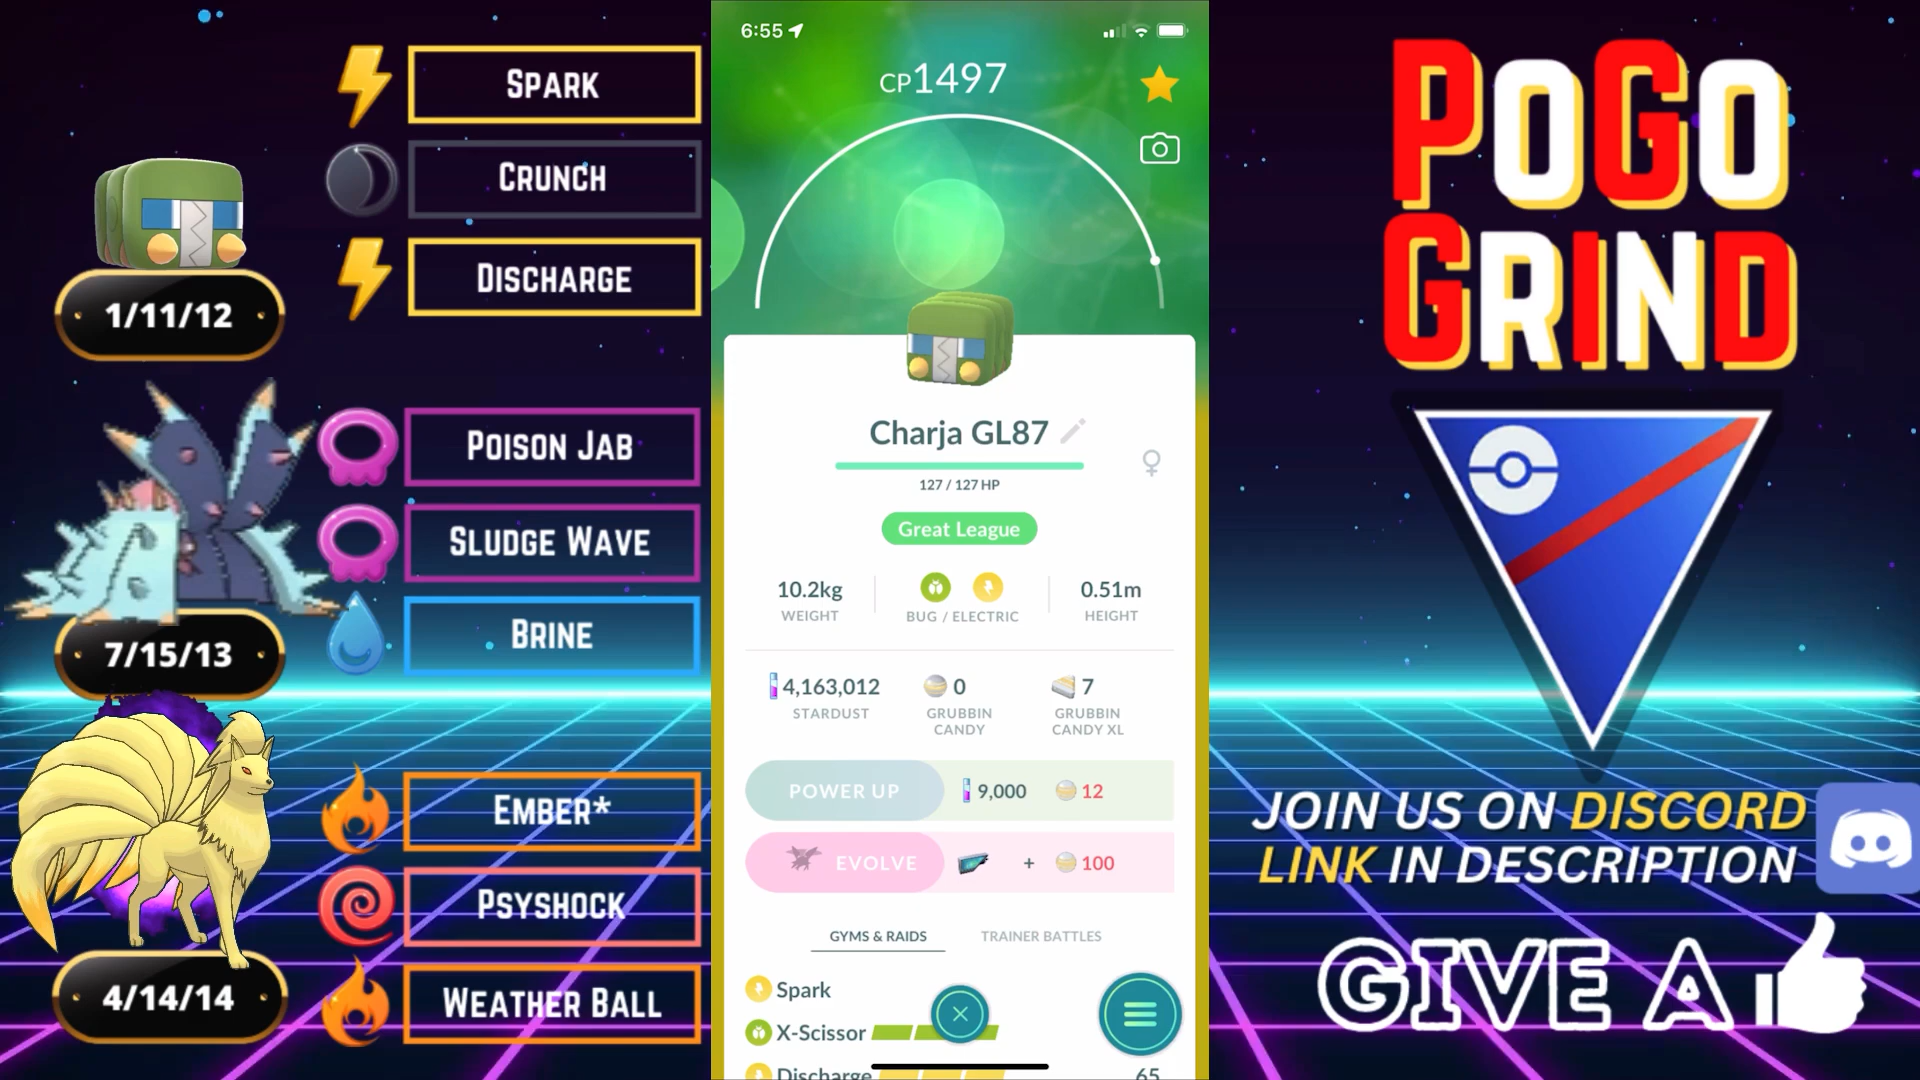 SPARK
CRUNCH
DISCHARGE
1/11/12
POISON JAB
SLUDGE WAVE
BRINE
7/15/13
EMBER*
PSYSHOCK
WEATHER BALL
4/14/14
6:55
CP1497
Charja GL87
127 / 127 HP
Great League
10.2kg
WEIGHT
BUG / ELECTRIC
0.51m
HEIGHT
4,163,012
STARDUST
0
GRUBBIN
CANDY
7
GRUBBIN
CANDY XL
POWER UP 9,000 12
EVOLVE + 100
GYMS & RAIDS TRAINER BATTLES
Spark
X-Scissor
Discharge 65
POGO
GRIND
JOIN US ON DISCORD
LINK IN DESCRIPTION
GIVE A